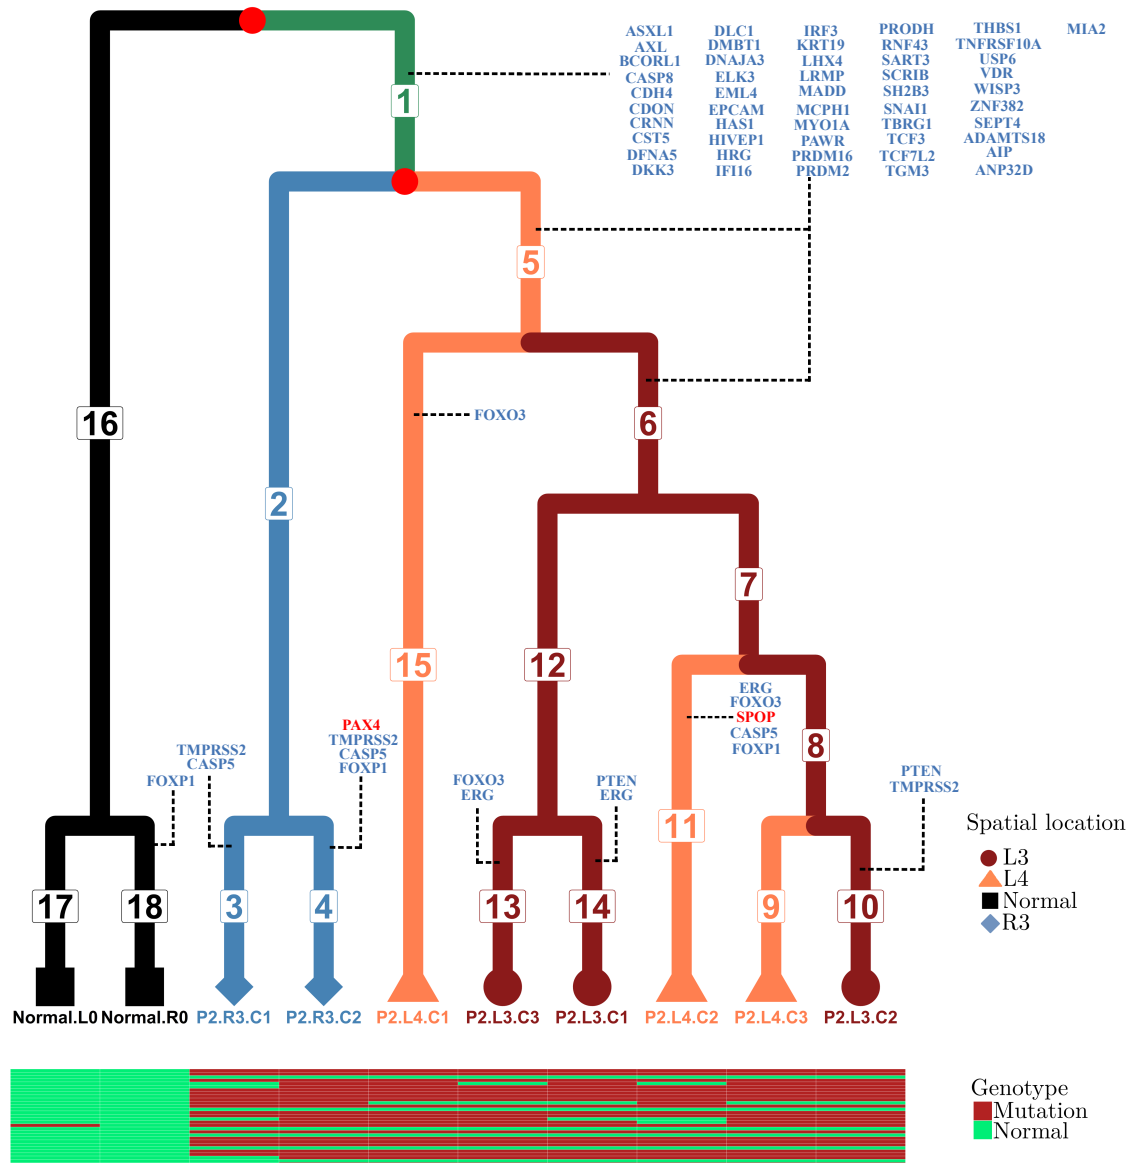 ASXL1 DLC1 IRF3 PRODH THBS1 MIA2
AXL DMBT1 KRT19 RNF43 TNFRSF10A
BCORL1 DNAJA3 LHX4 SART3 USP6
CASP8 ELK3 LRMP SCRIB VDR
CDH4 EML4 MADD SH2B3 WISP3
CDON EPCAM MCPH1 SNAI1 ZNF382
CRNN HAS1 MYO1A TBRG1 SEPT4
CST5 HIVEP1 PAWR TCF3 ADAMTS18
DFNA5 HRG PRDM16 TCF7L2 AIP
DKK3 IFI16 PRDM2 TGM3 ANP32D
1
5
FOXO3
16
6
2
7
15
12
ERG
FOXO3
SPOP
CASP5
FOXP1
8
PAX4
TMPRSS2
CASP5
FOXP1
TMPRSS2
CASP5
FOXP1
FOXO3
ERG
PTEN
ERG
PTEN
TMPRSS2
11
17 18 3 4 13 14 9 10
Normal.L0 Normal.R0 P2.R3.C1 P2.R3.C2 P2.L4.C1 P2.L3.C3 P2.L3.C1 P2.L4.C2 P2.L4.C3 P2.L3.C2
Spatial location
L3
L4
Normal
R3
Genotype
Mutation
Normal